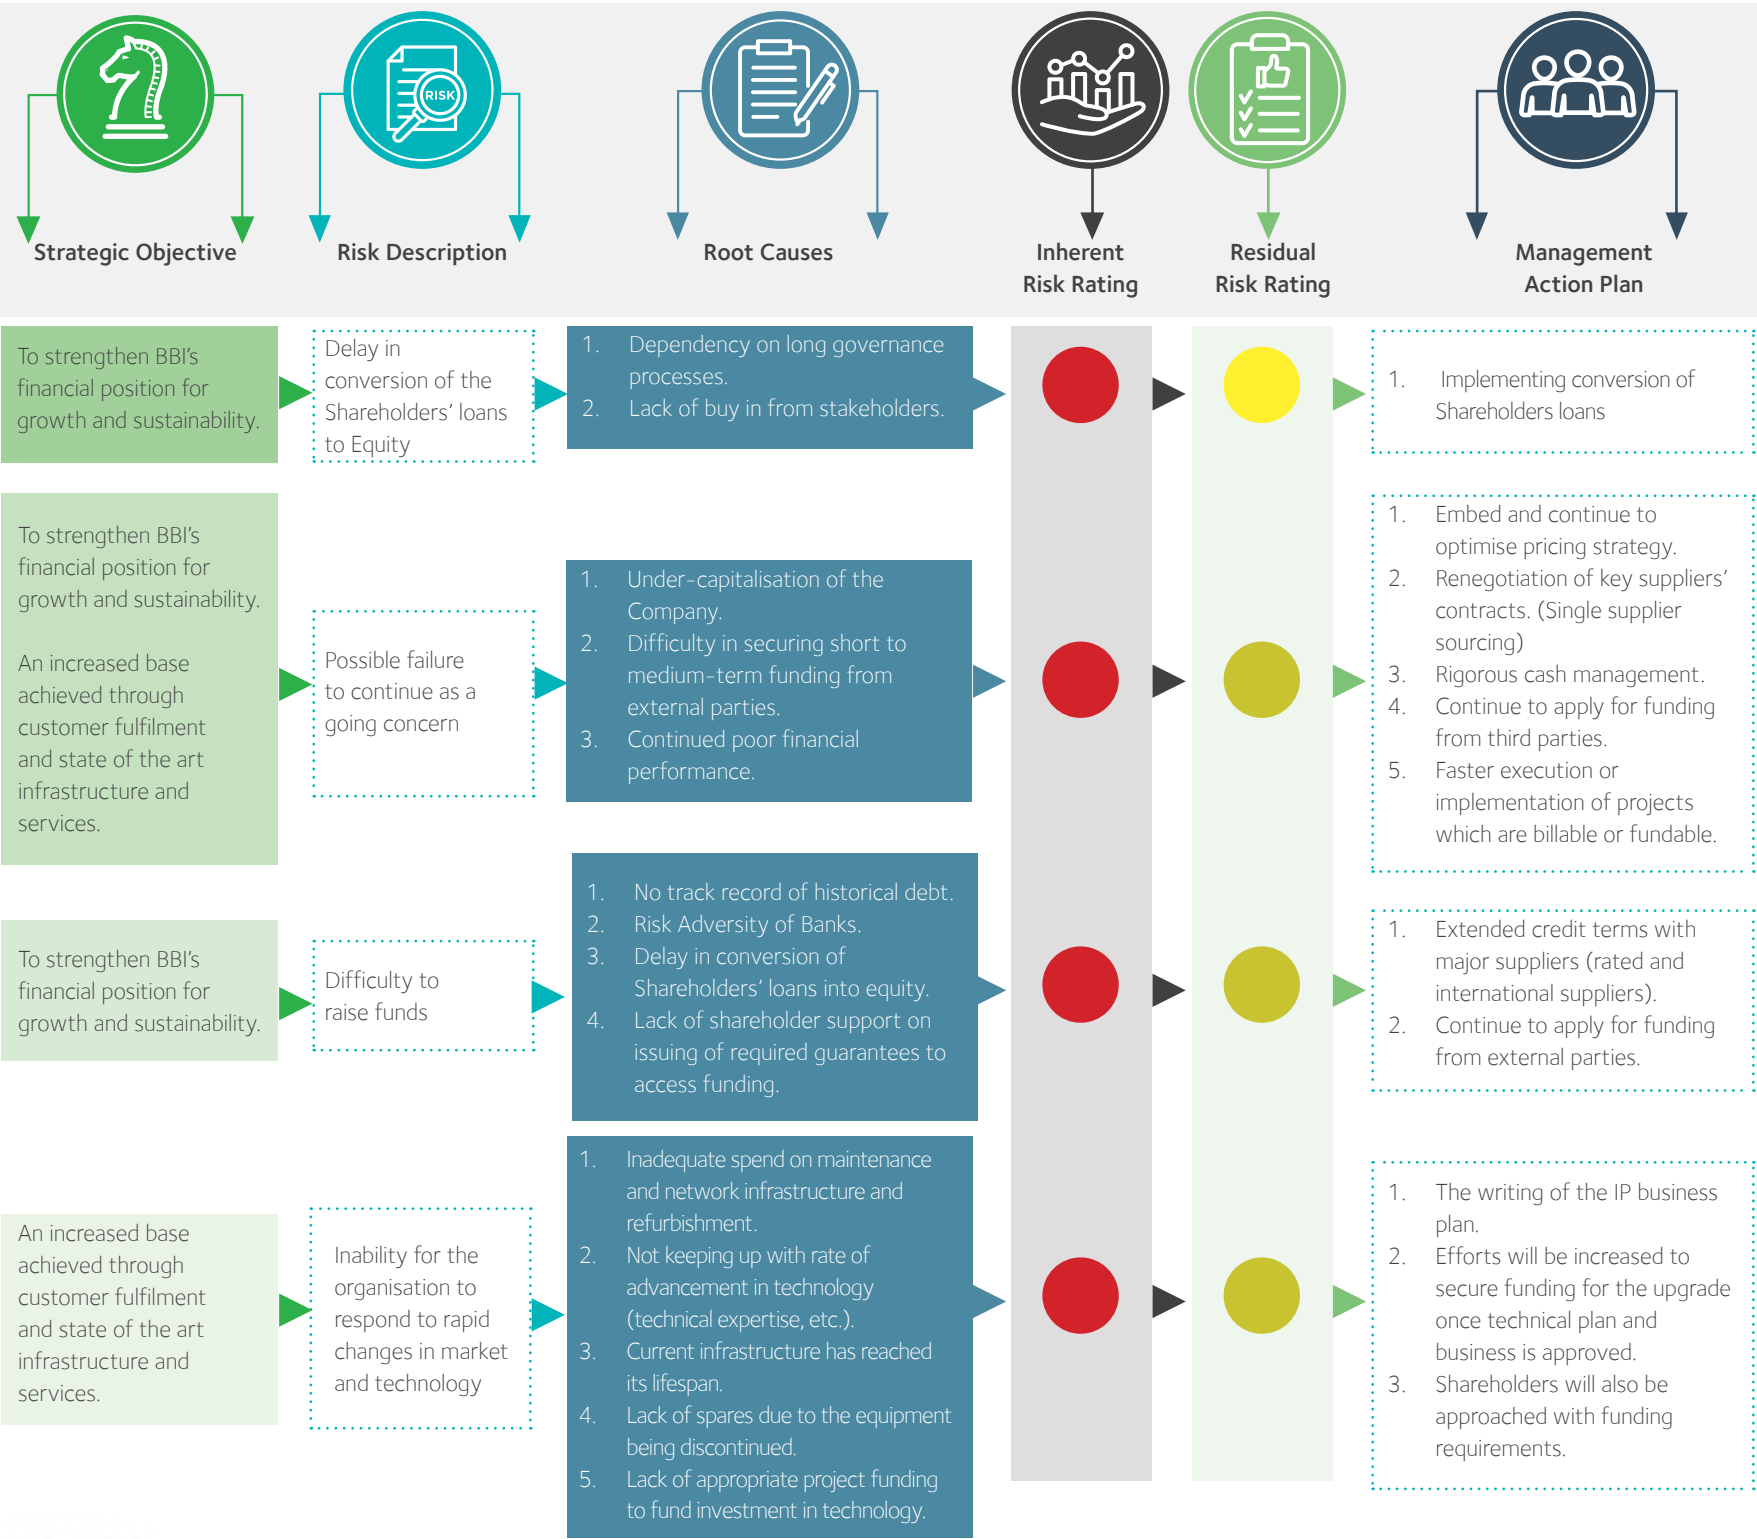 RISK
Strategic Objective
Risk Description
Root Causes
Inherent
Risk Rating
Residual
Risk Rating
Management
Action Plan
To strengthen BBI's
financial position for
growth and sustainability.
Delay in
conversion of the
Shareholders' loans
to Equity
1. Dependency on long governance
processes.
2. Lack of buy in from stakeholders.
1. Implementing conversion of
Shareholders loans
To strengthen BBI's
financial position for
growth and sustainability.
An increased base
achieved through
customer fulfilment
and state of the art
infrastructure and
services.
Possible failure
to continue as a
going concern
1. Under-capitalisation of the
Company.
2. Difficulty in securing short to
medium-term funding from
external parties.
3. Continued poor financial
performance.
1. Embed and continue to
optimise pricing strategy.
2. Renegotiation of key suppliers'
contracts. (Single supplier
sourcing)
3. Rigorous cash management.
4. Continue to apply for funding
from third parties.
5. Faster execution or
implementation of projects
which are billable or fundable.
To strengthen BBI's
financial position for
growth and sustainability.
Difficulty to
raise funds
1. No track record of historical debt.
2. Risk Adversity of Banks.
3. Delay in conversion of
Shareholders' loans into equity.
4. Lack of shareholder support on
issuing of required guarantees to
access funding.
1. Extended credit terms with
major suppliers (rated and
international suppliers).
2. Continue to apply for funding
from external parties.
An increased base
achieved through
customer fulfilment
and state of the art
infrastructure and
services.
Inability for the
organisation to
respond to rapid
changes in market
and technology
1. Inadequate spend on maintenance
and network infrastructure and
refurbishment.
2. Not keeping up with rate of
advancement in technology
(technical expertise, etc.).
3. Current infrastructure has reached
its lifespan.
4. Lack of spares due to the equipment
being discontinued.
5. Lack of appropriate project funding
to fund investment in technology.
1. The writing of the IP business
plan.
2. Efforts will be increased to
secure funding for the upgrade
once technical plan and
business is approved.
3. Shareholders will also be
approached with funding
requirements.